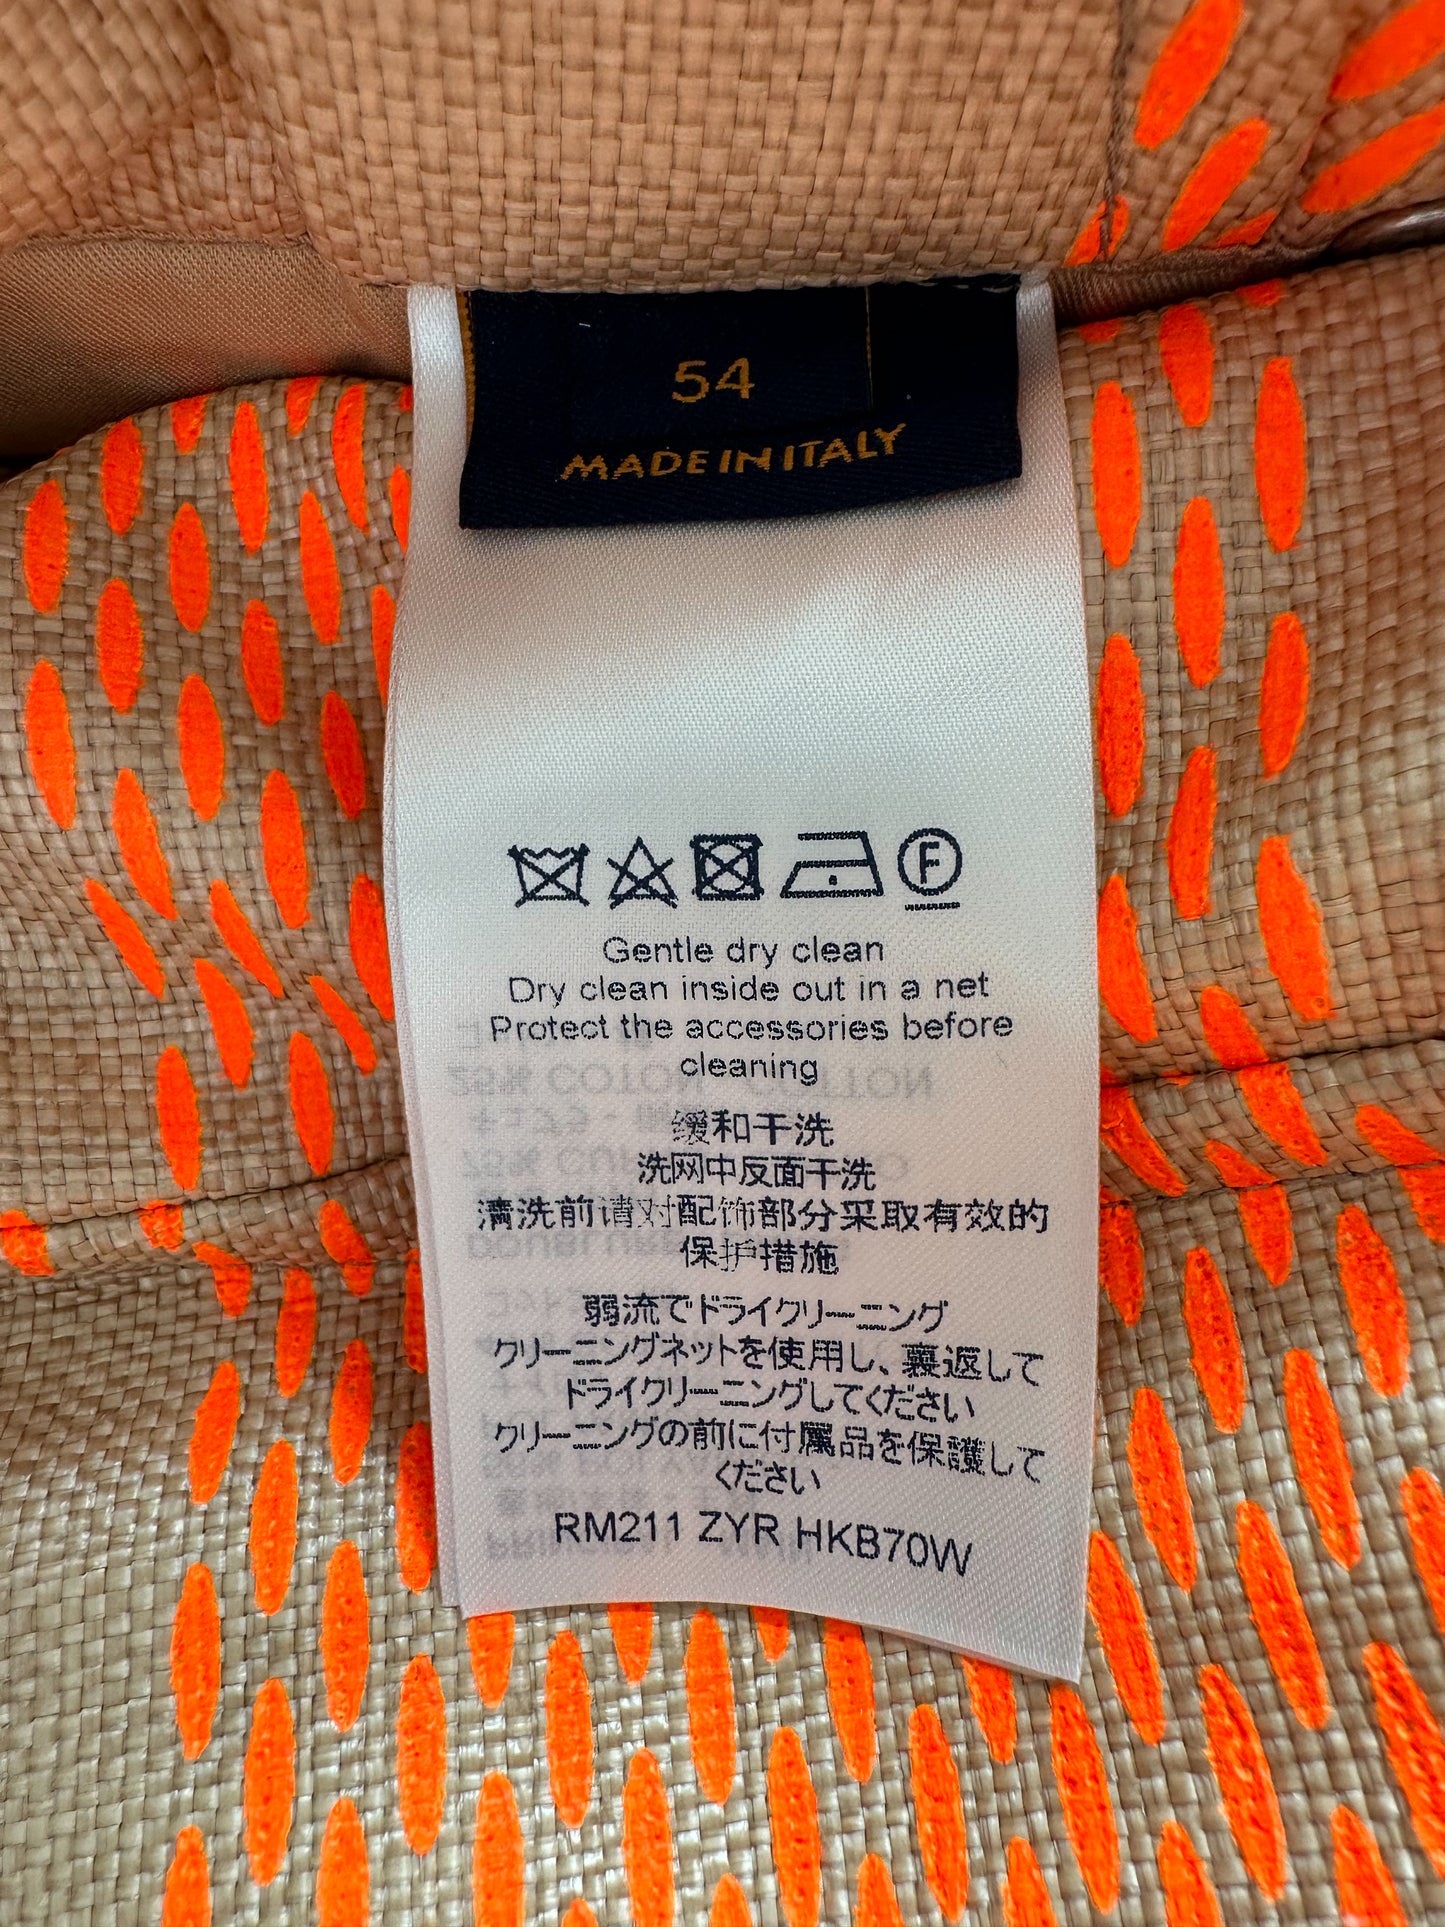 54
MADE IN ITALY
F
Gentle dry clean
Dry clean inside out in a net
Protect the accessories before
cleaning
缓和干洗
洗网中反面干洗
清洗前请对配饰部分采取有效的
保护措施
弱流でドライクリーニング
クリーニングネットを使用し、裏返して
ドライクリーニングしてください
クリーニングの前に付属品を保護して
ください
RM211 ZYR HKB70W